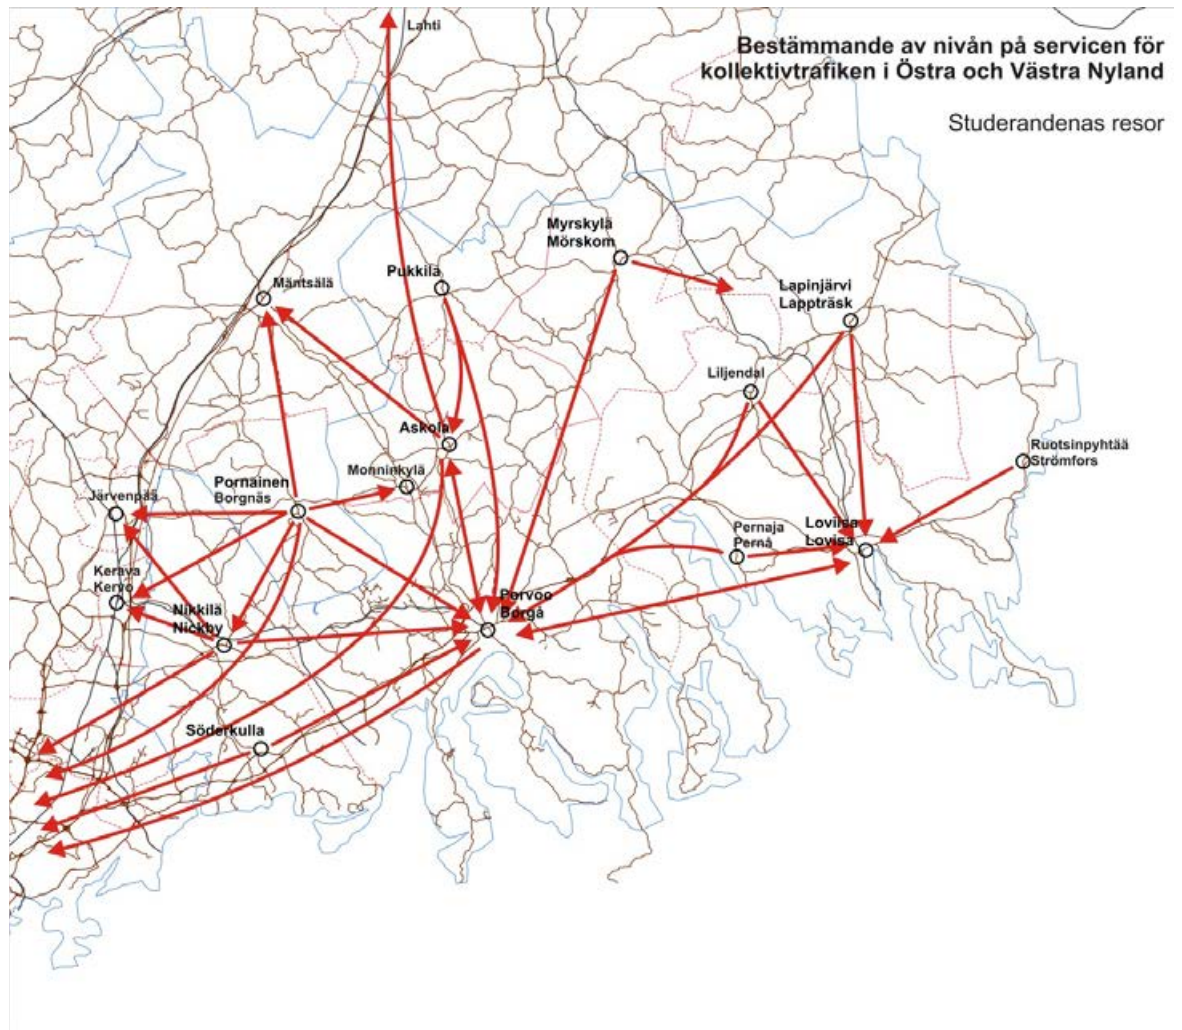 Lahti
Bestämmande av nivån på servicen för
kollektivtrafiken i Östra och Västra Nyland
Studerandenas resor
Myrskylä
Mörskom
Pukkila
Mäntsälä
Lapinjärvi
Lappträsk
Liljendal
Askola
Ruotsinpyhtää
Strömfors
Monninkylä
Pornainen
Borgnäs
Järvenpää
Pernaja
Pernå
Loviisa
Lovisa
Kerava
Kervo
Porvoo
Borgå
Nikkilä
Nickby
Söderkulla